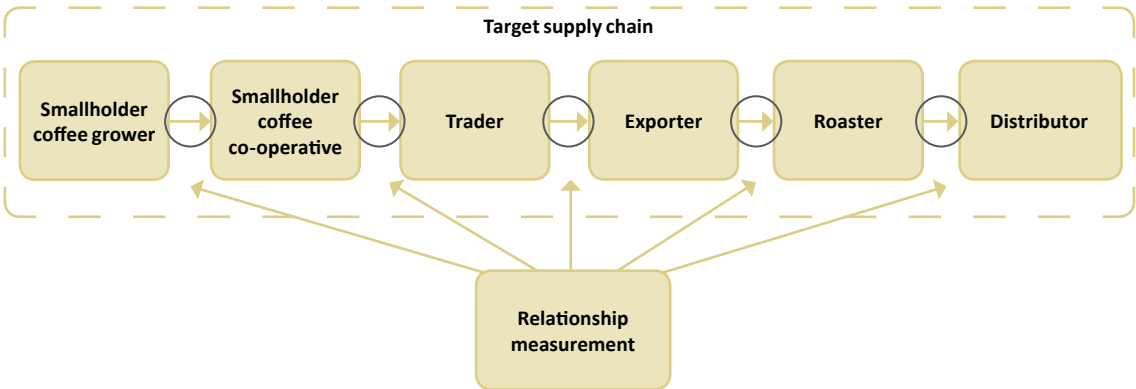 Target supply chain
Smallholder
coffee grower
Smallholder
coffee
co-operative
Trader
Exporter
Roaster
Distributor
Relationship
measurement